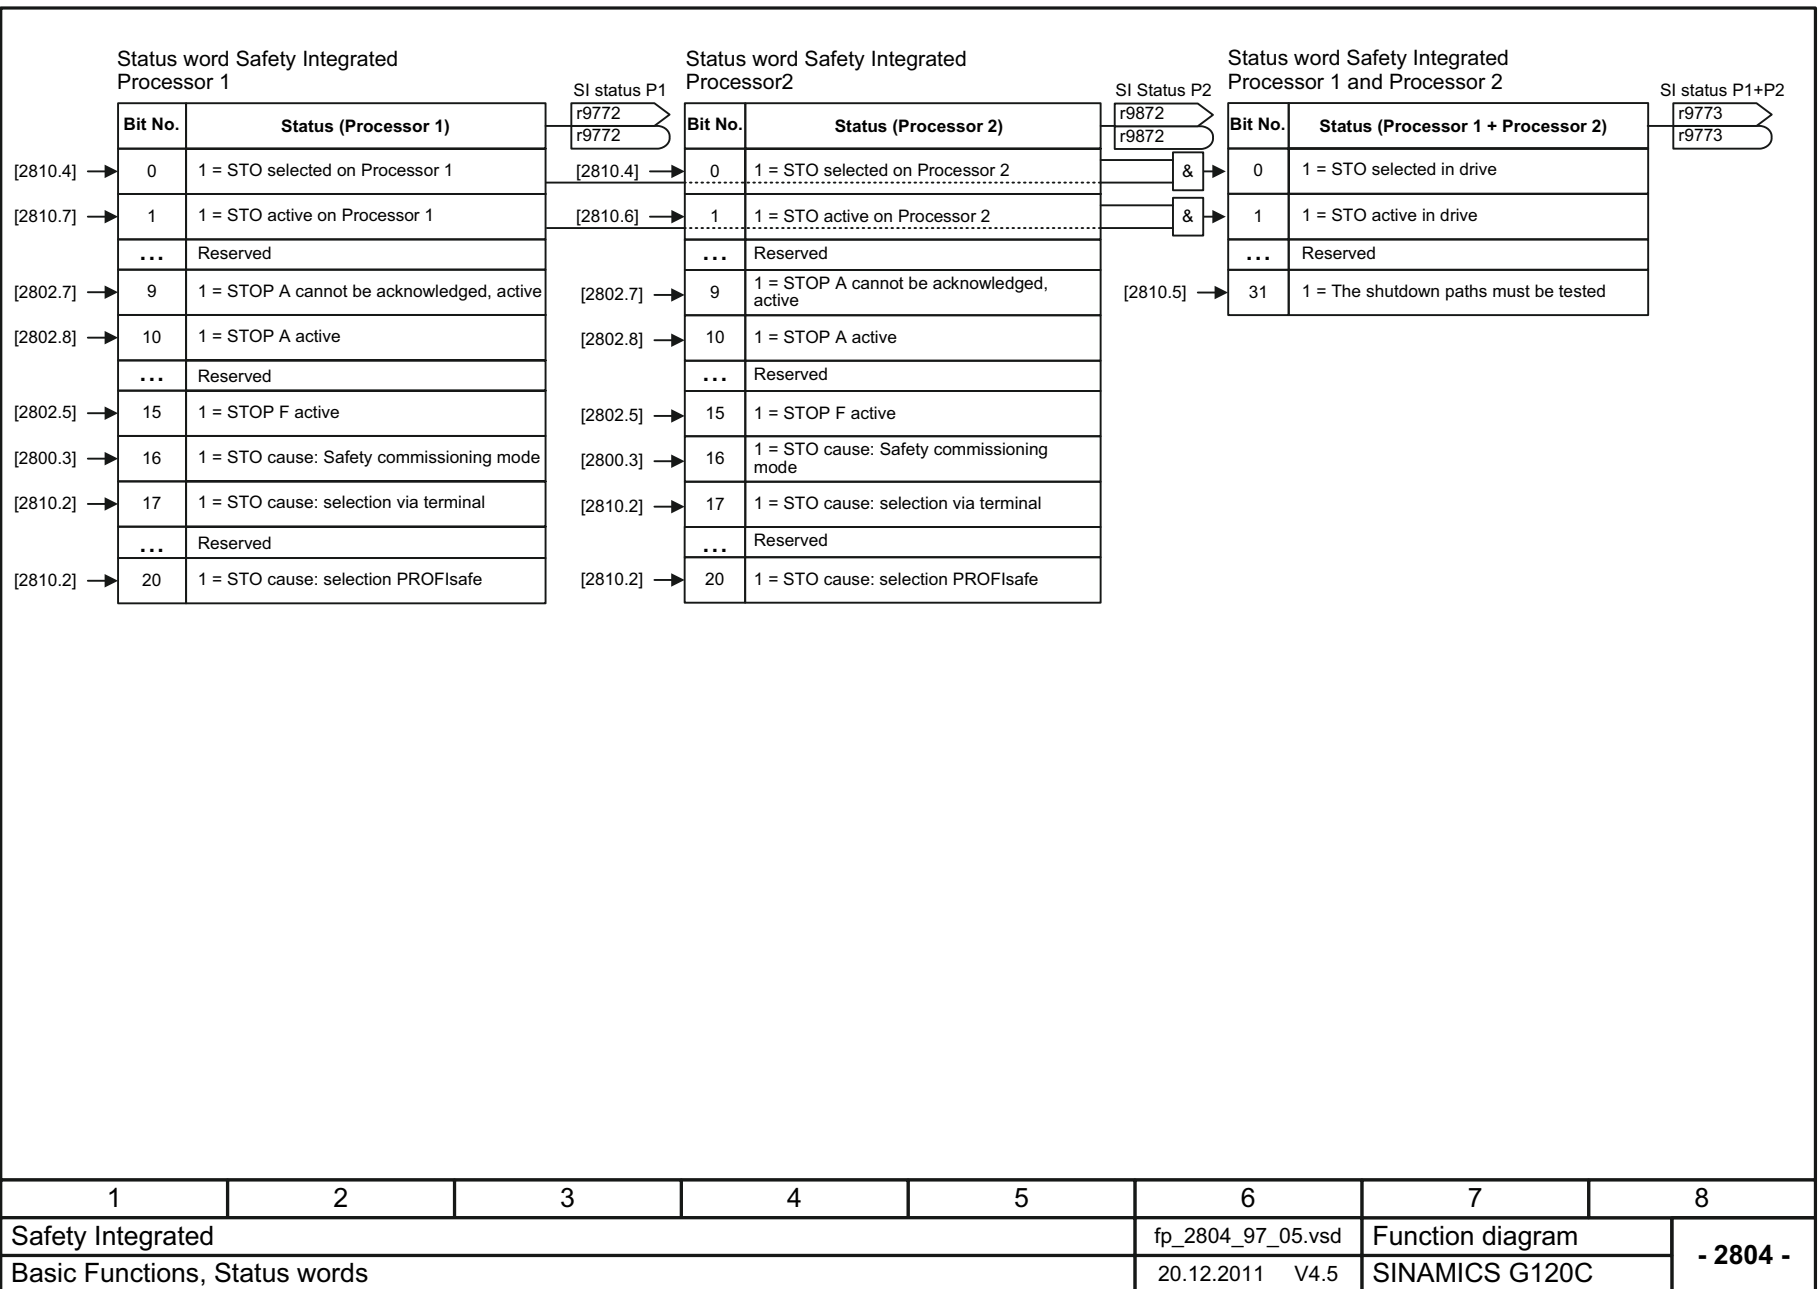 Status word Safety Integrated
Processor 1
SI status P1
r9772
r9772
Bit No. Status (Processor 1)
[2810.4] 0 1 = STO selected on Processor 1
[2810.7] 1 1 = STO active on Processor 1
... Reserved
[2802.7] 9 1 = STOP A cannot be acknowledged, active
[2802.8] 10 1 = STOP A active
... Reserved
[2802.5] 15 1 = STOP F active
[2800.3] 16 1 = STO cause: Safety commissioning mode
[2810.2] 17 1 = STO cause: selection via terminal
... Reserved
[2810.2] 20 1 = STO cause: selection PROFIsafe
Status word Safety Integrated
Processor2
SI Status P2
r9872
r9872
Bit No. Status (Processor 2)
[2810.4] 0 1 = STO selected on Processor 2
&
[2810.6] 1 1 = STO active on Processor 2
&
... Reserved
[2802.7] 9 1 = STOP A cannot be acknowledged,
active
[2802.8] 10 1 = STOP A active
... Reserved
[2802.5] 15 1 = STOP F active
[2800.3] 16 1 = STO cause: Safety commissioning
mode
[2810.2] 17 1 = STO cause: selection via terminal
... Reserved
[2810.2] 20 1 = STO cause: selection PROFIsafe
Status word Safety Integrated
Processor 1 and Processor 2
SI status P1+P2
r9773
r9773
Bit No. Status (Processor 1 + Processor 2)
0 1 = STO selected in drive
1 1 = STO active in drive
... Reserved
[2810.5] 31 1 = The shutdown paths must be tested
1 2 3 4 5 6 7 8
Safety Integrated fp_2804_97_05.vsd Function diagram
- 2804 -
Basic Functions, Status words 20.12.2011 V4.5 SINAMICS G120C